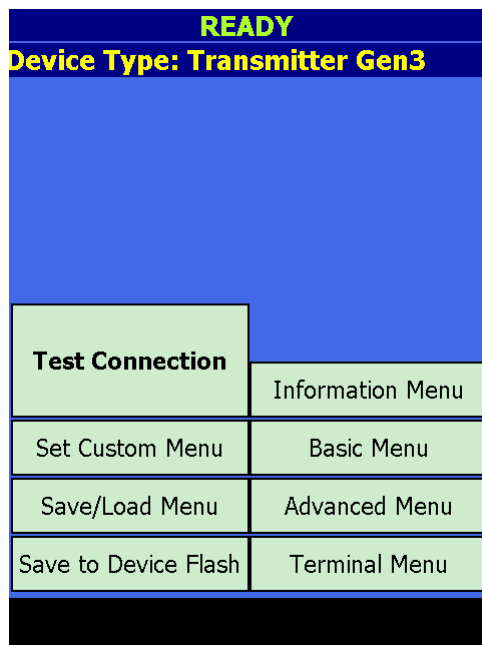 READY
Device Type: Transmitter Gen3
Test Connection
Information Menu
Set Custom Menu
Basic Menu
Save/Load Menu
Advanced Menu
Save to Device Flash
Terminal Menu